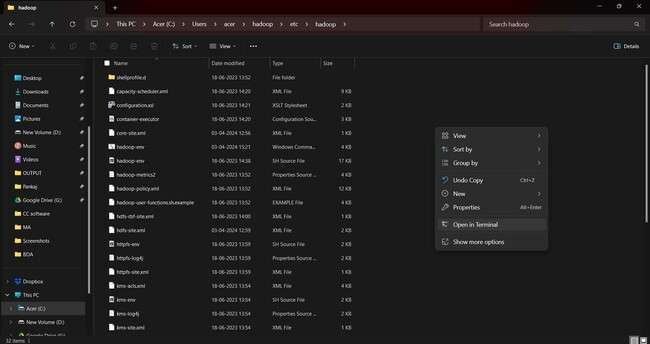 hadoop
This PC > Acer (C:) > Users > acer > hadoop > etc > hadoop >
Search hadoop
New
Sort
View
Details
Name Date modified Type Size
Desktop
Downloads
Documents
Pictures
New Volume (D:)
Music
Videos
OUTPUT
Pankaj
Google Drive (G:)
CC software
MA
Screenshots
BDA
Dropbox
This PC
Acer (C:)
New Volume (D:)
Google Drive (G:)
shellprofile.d 18-06-2023 13:52 File folder
capacity-scheduler.xml 18-06-2023 14:20 XML File 9 KB
configuration.xsl 18-06-2023 14:21 XSLT Stylesheet 2 KB
container-executor 18-06-2023 14:20 Configuration Sou... 3 KB
core-site.xml 03-04-2024 12:56 XML File 1 KB
hadoop-env 03-04-2024 15:21 Windows Comma... 4 KB
hadoop-env 18-06-2023 14:38 SH Source File 17 KB
hadoop-metrics2 18-06-2023 13:52 Properties Source ... 4 KB
hadoop-policy.xml 18-06-2023 13:52 XML File 12 KB
hadoop-user-functions.sh.example 18-06-2023 13:52 EXAMPLE File 4 KB
hdfs-rbf-site.xml 18-06-2023 14:00 XML File 1 KB
hdfs-site.xml 03-04-2024 12:59 XML File 2 KB
httpfs-env 18-06-2023 13:59 SH Source File 2 KB
httpfs-log4j 18-06-2023 13:59 Properties Source ... 2 KB
httpfs-site.xml 18-06-2023 13:59 XML File 1 KB
kms-acls.xml 18-06-2023 13:54 XML File 4 KB
kms-env 18-06-2023 13:54 SH Source File 2 KB
kms-log4j 18-06-2023 13:54 Properties Source ... 2 KB
kms-site.xml 18-06-2023 13:54 XML File 1 KB
View
Sort by
Group by
Undo Copy Ctrl+Z
New
Properties Alt+Enter
Open in Terminal
Show more options
32 items